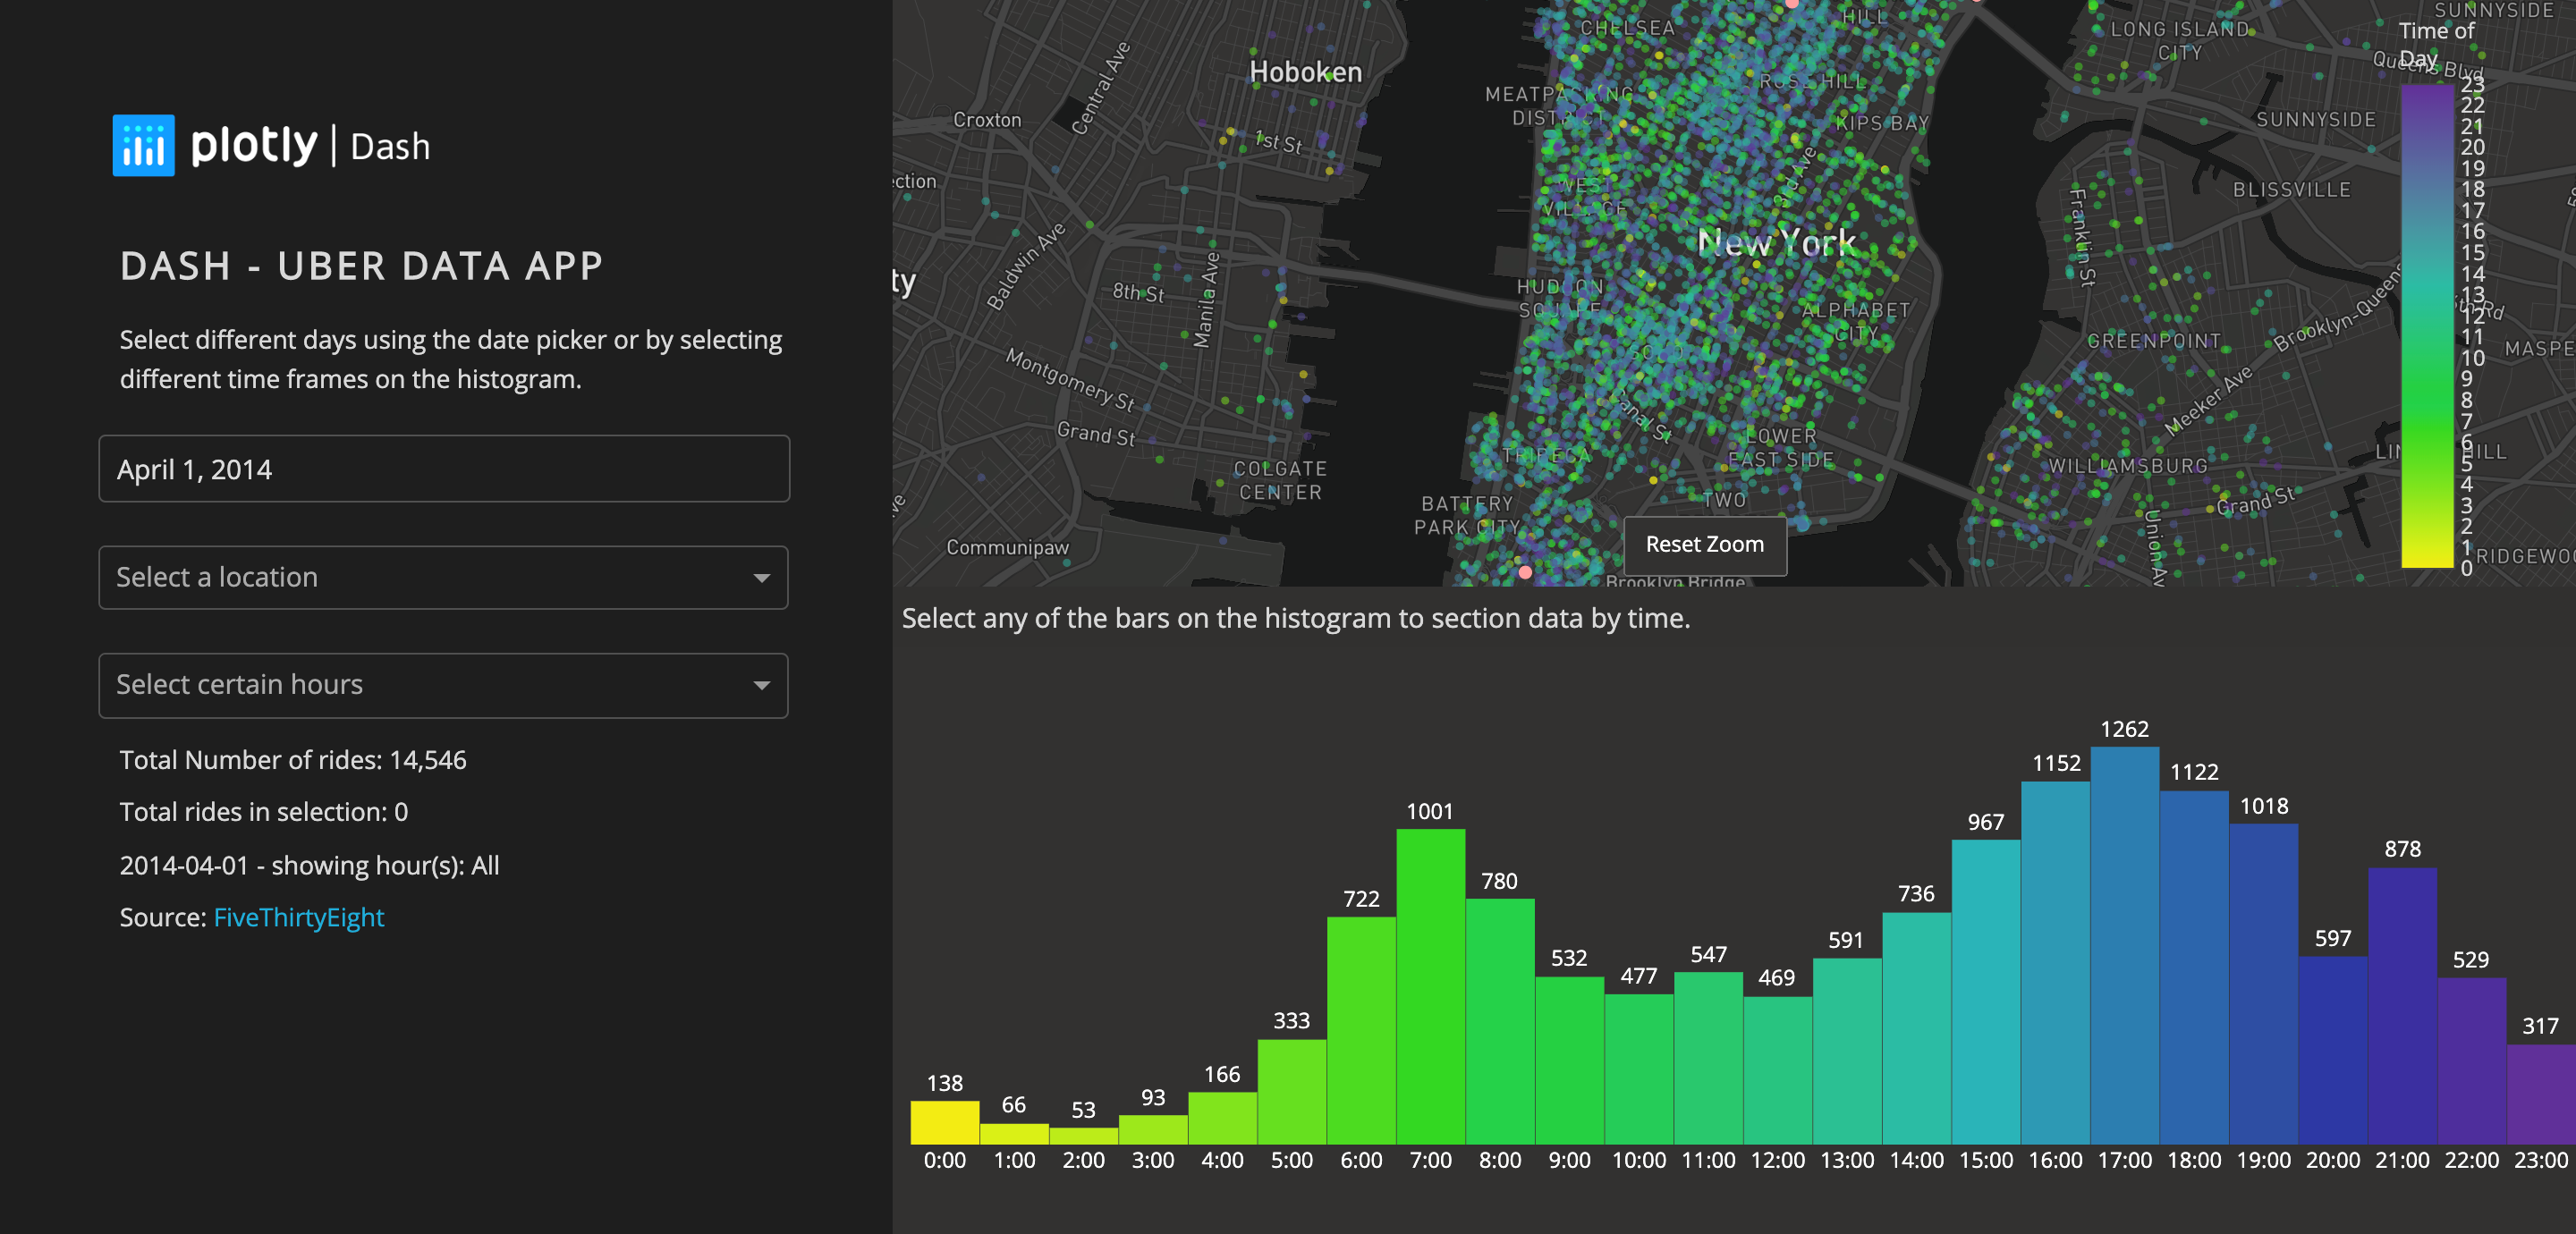 plotly | Dash
DASH - UBER DATA APP
Select different days using the date picker or by selecting
different time frames on the histogram.
April 1, 2014
Select a location
Select certain hours
Total Number of rides: 14,546
Total rides in selection: 0
2014-04-01 - showing hour(s): All
Source: FiveThirtyEight
CHELSEA
HILL
LONG ISLAND
CITY
SUNNYSIDE
Time of
Day
Queens Blvd
Hoboken
Central Ave
Croxton
MEATPACKING
DISTRICT
ROSE HILL
KIPS BAY
SUNNYSIDE
1st St
ction
3rd Ave
WEST
VILLAGE
BLISSVILLE
Franklin St
New York
Baldwin Ave
Manila Ave
ty
8th St
HUDSON
SQUARE
ALPHABET
CITY
SOHO
GREENPOINT
Brooklyn-Queens
MASPE
Montgomery St
Grand St
Canal St
Meeker Ave
COLGATE
CENTER
TRIBECA
LOWER
EAST SIDE
WILLIAMSBURG
HILL
Grand St
BATTERY
PARK CITY
TWO
Union Av
Communipaw
Reset Zoom
Brooklyn Bridge
RIDGEWO
23
22
21
20
19
18
17
16
15
14
13
12
11
10
9
8
7
6
5
4
3
2
1
0
Select any of the bars on the histogram to section data by time.
138
66
53
93
166
333
722
1001
780
532
477
547
469
591
736
967
1152
1262
1122
1018
597
878
529
317
0:00 1:00 2:00 3:00 4:00 5:00 6:00 7:00 8:00 9:00 10:00 11:00 12:00 13:00 14:00 15:00 16:00 17:00 18:00 19:00 20:00 21:00 22:00 23:00